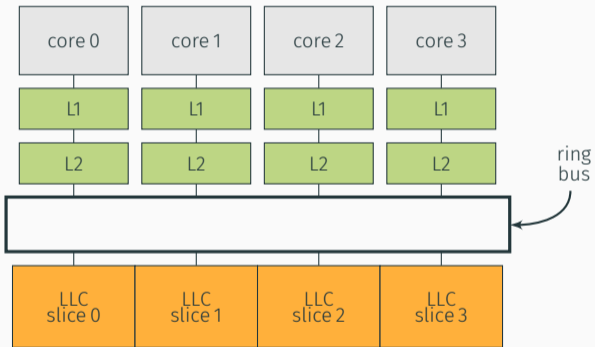 core 0
core 1
core 2
core 3
L1
L1
L1
L1
L2
L2
L2
L2
ring
bus
LLC
slice 0
LLC
slice 1
LLC
slice 2
LLC
slice 3